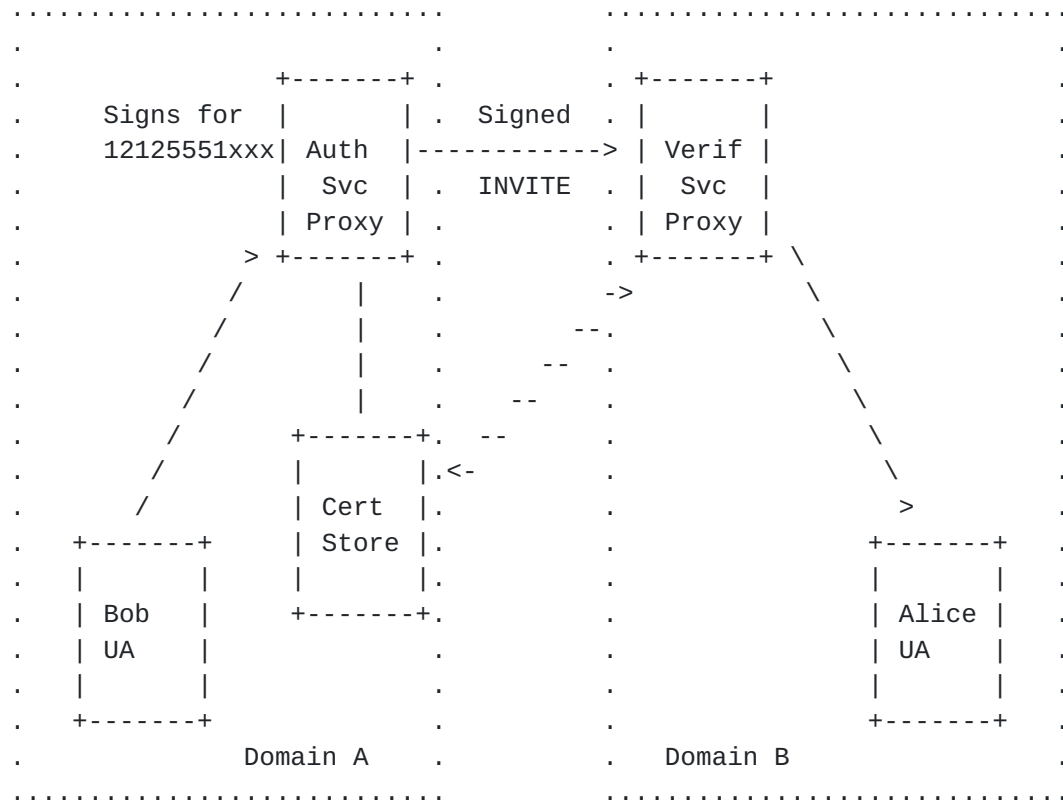 Signs for Signed
12125551xxx Auth Verif
Svc INVITE Svc
Proxy Proxy
Cert
Store
Bob Alice
UA UA
Domain A Domain B